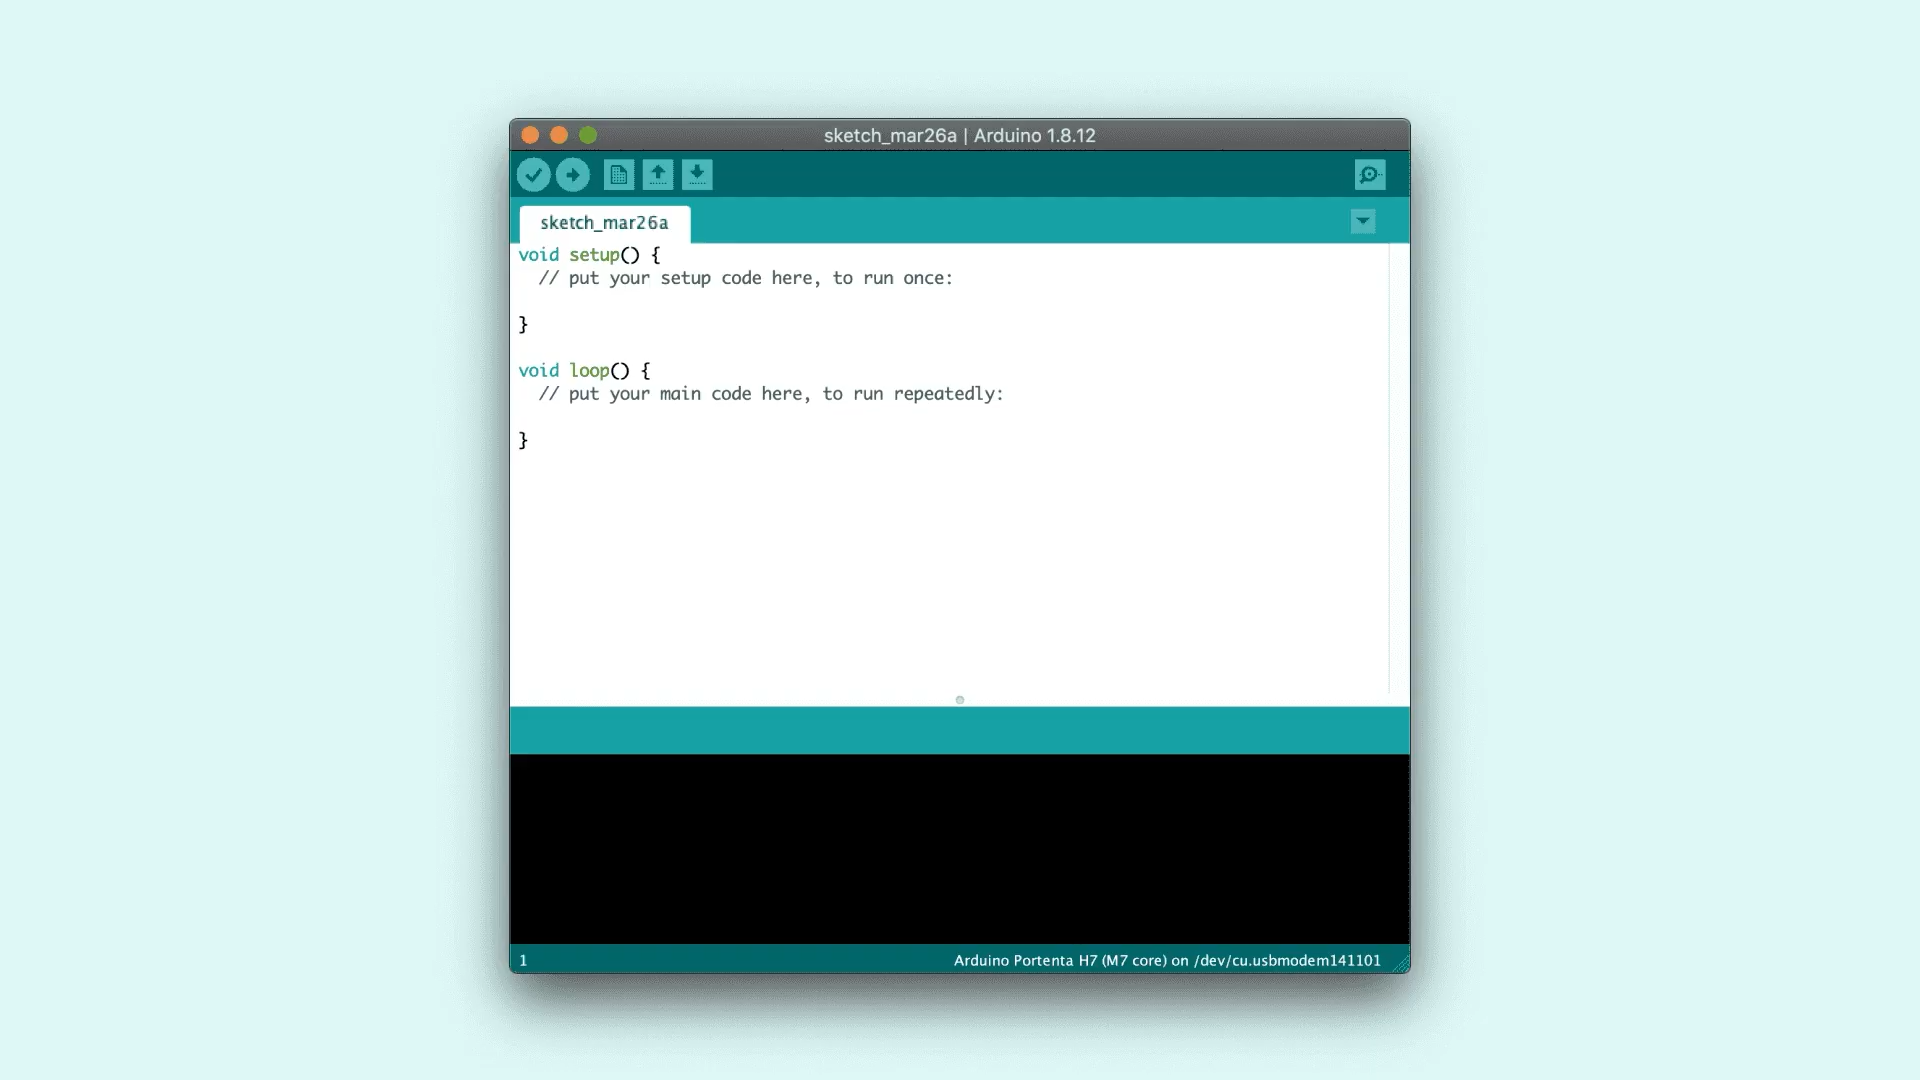 sketch_mar26a | Arduino 1.8.12
sketch_mar26a
void setup() {
  // put your setup code here, to run once:
}
void loop() {
  // put your main code here, to run repeatedly:
}
1
Arduino Portenta H7 (M7 core) on /dev/cu.usbmodem141101